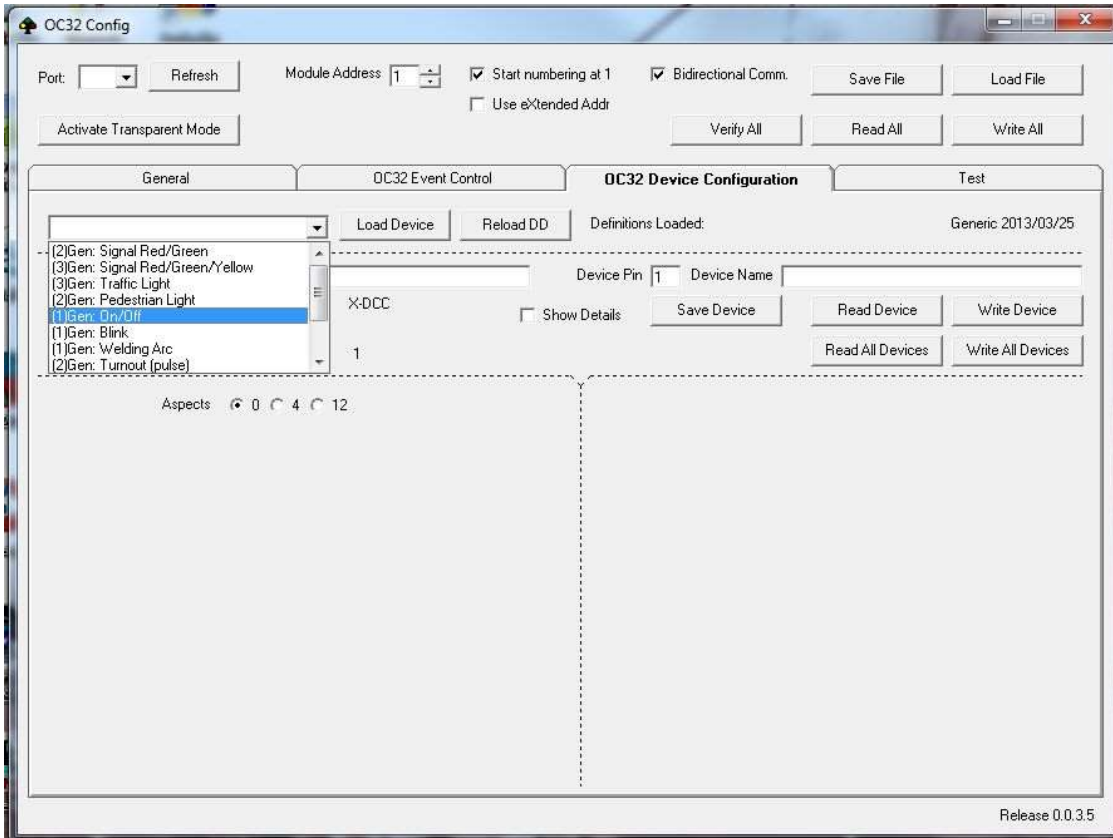 OC32 Config
Port: Refresh Module Address 1 Start numbering at 1 Bidirectional Comm. Save File Load File
Use eXtended Addr
Activate Transparent Mode Verify All Read All Write All
General OC32 Event Control OC32 Device Configuration Test
Load Device Reload DD Definitions Loaded: Generic 2013/03/25
(2)Gen: Signal Red/Green
(3)Gen: Signal Red/Green/Yellow
(3)Gen: Traffic Light
(2)Gen: Pedestrian Light
(1)Gen: On/Off
(1)Gen: Blink
(1)Gen: Welding Arc
(2)Gen: Turnout (pulse)
Device Pin 1 Device Name
X-DCC Show Details Save Device Read Device Write Device
1 Read All Devices Write All Devices
Aspects 0 4 12
Release 0.0.3.5